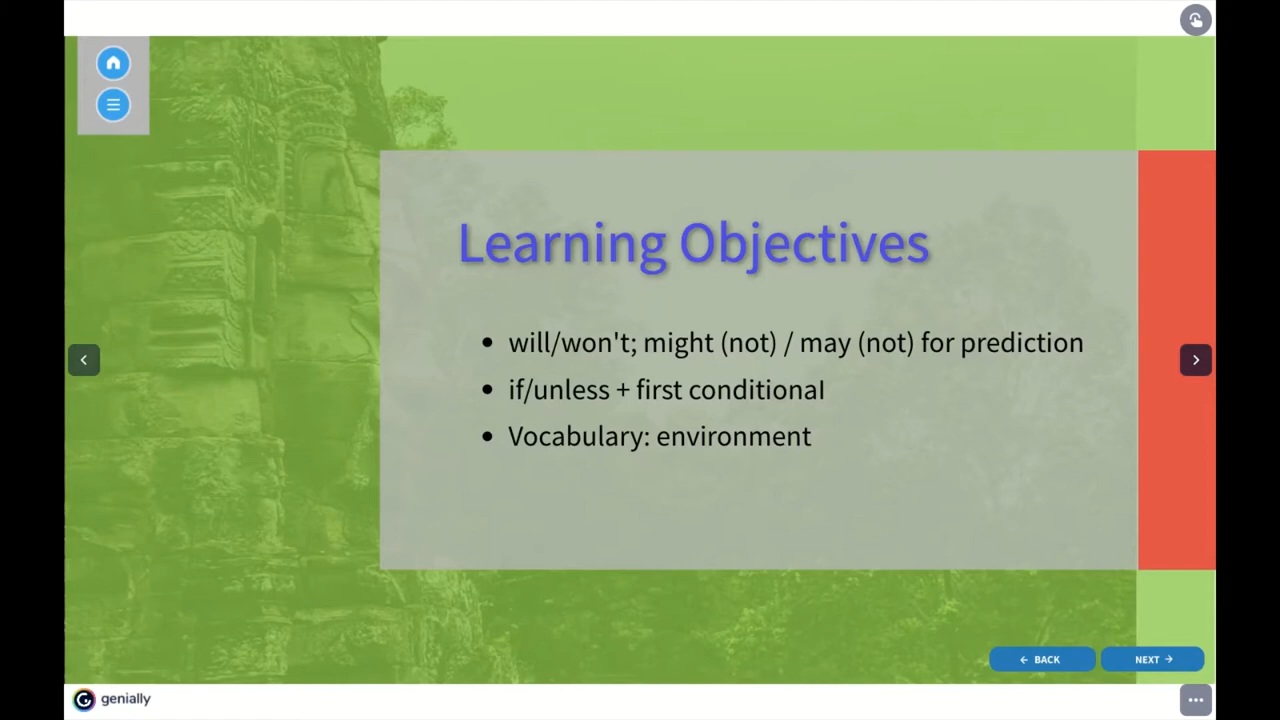 Learning Objectives
will/won't; might (not) / may (not) for prediction
if/unless + first conditional
Vocabulary: environment
BACK
NEXT
genially